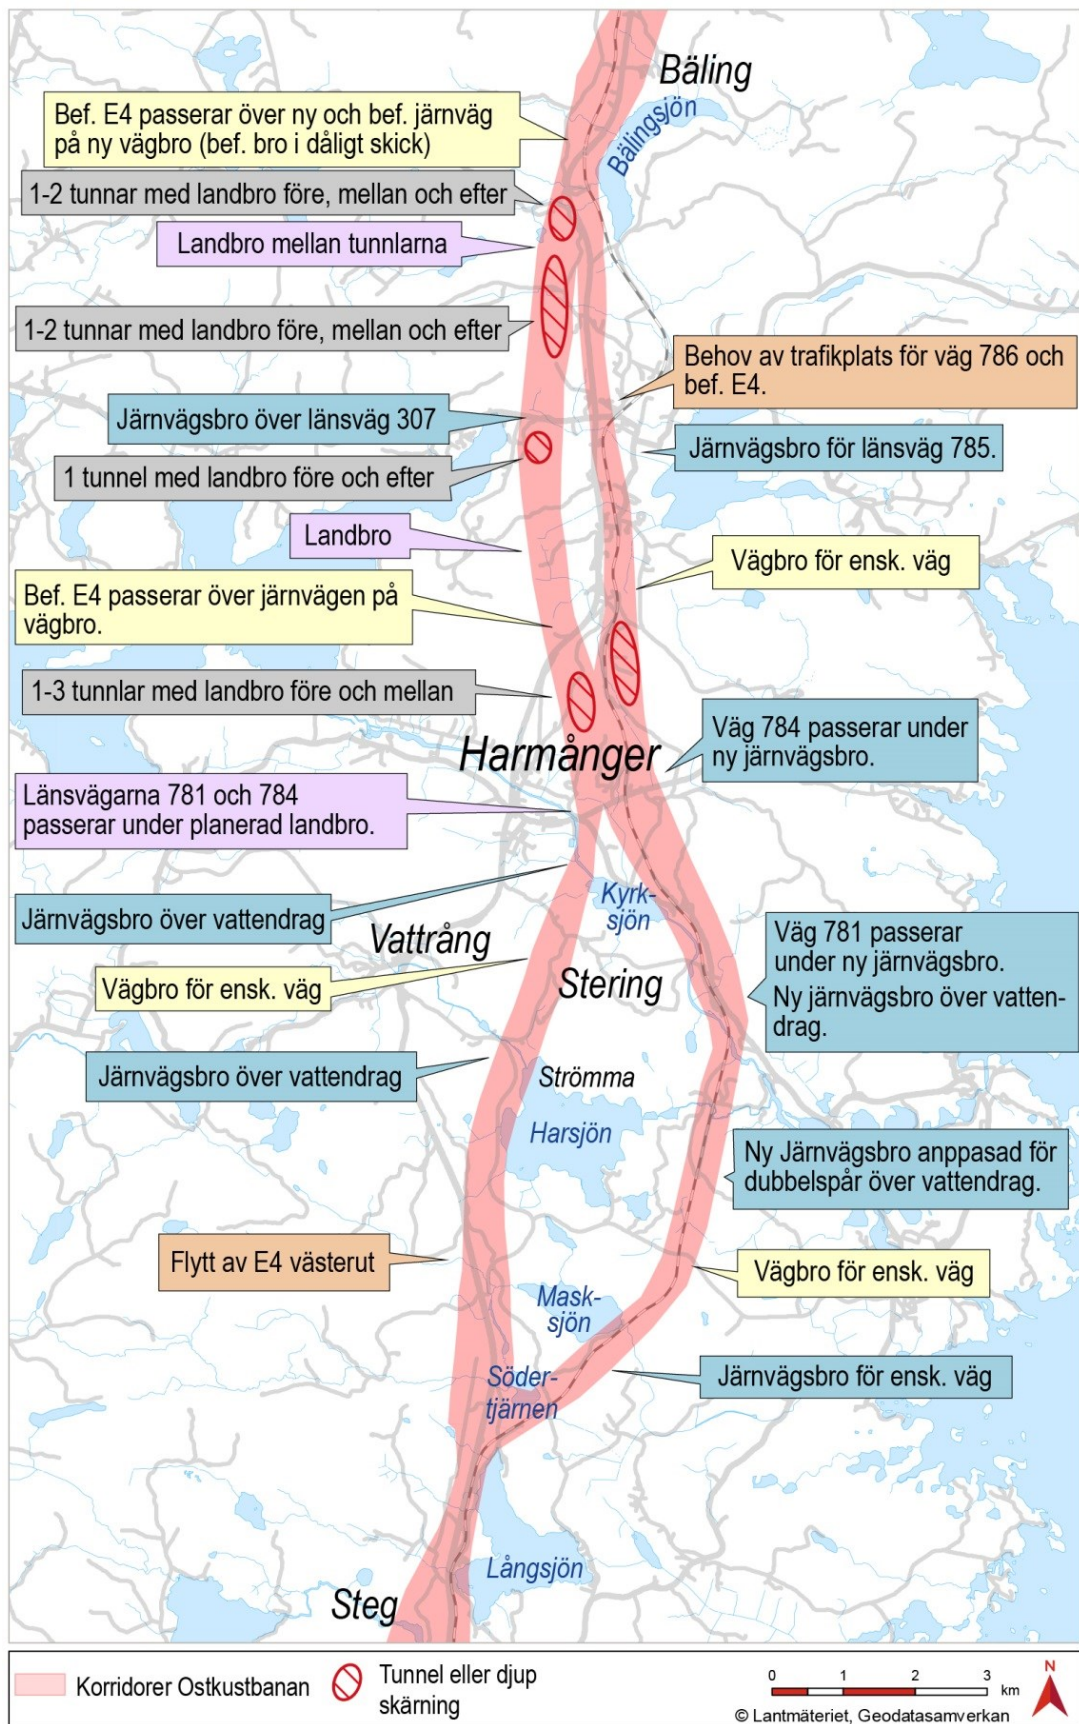 Bäling
Bälingsjön
Bef. E4 passerar över ny och bef. järnväg
på ny vägbro (bef. bro i dåligt skick)
1-2 tunnar med landbro före, mellan och efter
Landbro mellan tunnlarna
1-2 tunnar med landbro före, mellan och efter
Behov av trafikplats för väg 786 och
bef. E4.
Järnvägsbro över länsväg 307
Järnvägsbro för länsväg 785.
1 tunnel med landbro före och efter
Landbro
Vägbro för ensk. väg
Bef. E4 passerar över järnvägen på
vägbro.
1-3 tunnlar med landbro före och mellan
Väg 784 passerar under
ny järnvägsbro.
Harmånger
Länsvägarna 781 och 784
passerar under planerad landbro.
Järnvägsbro över vattendrag
Kyrk-
sjön
Vattrång
Väg 781 passerar
under ny järnvägsbro.
Ny järnvägsbro över vatten-
drag.
Vägbro för ensk. väg
Stering
Järnvägsbro över vattendrag
Strömma
Harsjön
Ny Järnvägsbro anppasad för
dubbelspår över vattendrag.
Flytt av E4 västerut
Vägbro för ensk. väg
Mask-
sjön
Söder-
tjärnen
Järnvägsbro för ensk. väg
Långsjön
Steg
Korridorer Ostkustbanan
Tunnel eller djup
skärning
0 1 2 3
km
N
© Lantmäteriet, Geodatasamverkan